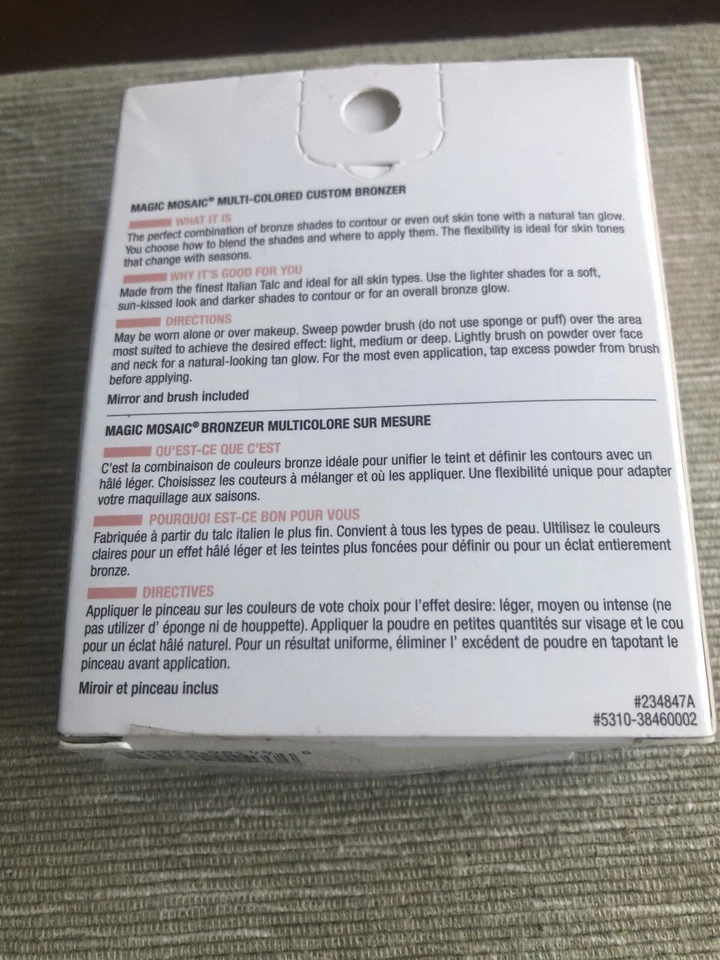 MAGIC MOSAIC® MULTI-COLORED CUSTOM BRONZER
WHAT IT IS
The perfect combination of bronze shades to contour or even out skin tone with a natural tan glow.
You choose how to blend the shades and where to apply them. The flexibility is ideal for skin tones
that change with seasons.
WHY IT'S GOOD FOR YOU
Made from the finest Italian Talc and ideal for all skin types. Use the lighter shades for a soft,
sun-kissed look and darker shades to contour or for an overall bronze glow.
DIRECTIONS
May be worn alone or over makeup. Sweep powder brush (do not use sponge or puff) over the area
most suited to achieve the desired effect: light, medium or deep. Lightly brush on powder over face
and neck for a natural-looking tan glow. For the most even application, tap excess powder from brush
before applying.
Mirror and brush included
MAGIC MOSAIC® BRONZEUR MULTICOLORE SUR MESURE
QU'EST-CE QUE C'EST
C'est la combinaison de couleurs bronze idéale pour unifier le teint et définir les contours avec un
hâlé léger. Choisissez les couteurs à mélanger et où les appliquer. Une flexibilité unique pour adapter
votre maquillage aux saisons.
POURQUOI EST-CE BON POUR VOUS
Fabriquée à partir du talc italien le plus fin. Convient à tous les types de peau. Ultilisez le couleurs
claires pour un effet hâlé léger et les teintes plus foncées pour définir ou pour un éclat entierement
bronze.
DIRECTIVES
Appliquer le pinceau sur les couleurs de vote choix pour l'effet desire: léger, moyen ou intense (ne
pas utilizer d' éponge ni de houppette). Appliquer la poudre en petites quantités sur visage et le cou
pour un éclat hâlé naturel. Pour un résultat uniforme, éliminer l' excédent de poudre en tapotant le
pinceau avant application.
Miroir et pinceau inclus
#234847A
#5310-38460002